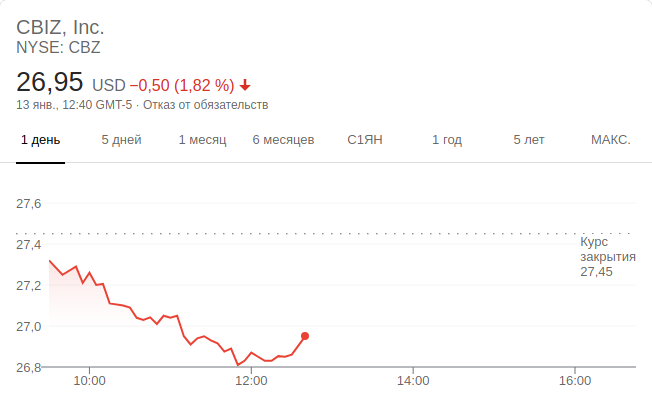 CBIZ, Inc.
NYSE: CBZ
26,95 USD −0,50 (1,82 %)
13 янв., 12:40 GMT-5 · Отказ от обязательств
1 день 5 дней 1 месяц 6 месяцев С1ЯН 1 год 5 лет МАКС.
27,6
27,4
Курс
закрытия
27,45
27,2
27,0
26,8
10:00 12:00 14:00 16:00